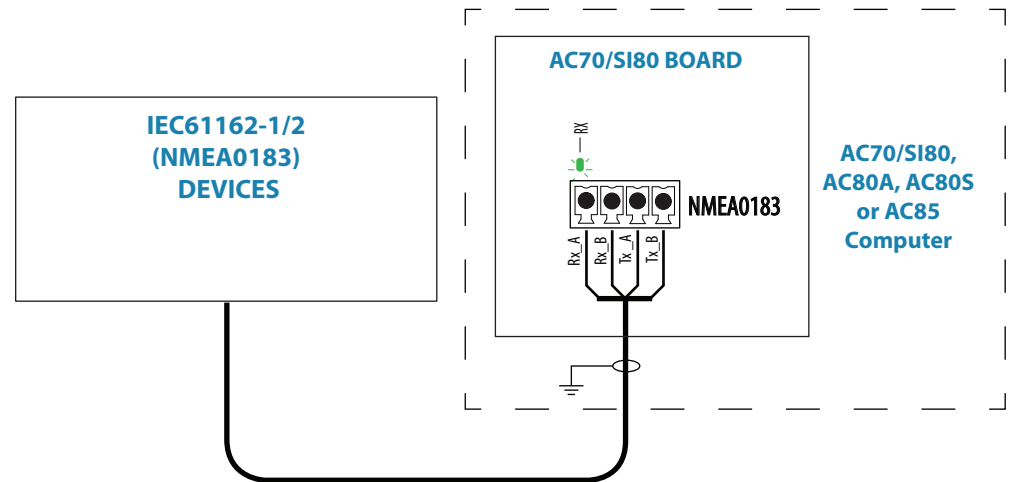 IEC61162-1/2
(NMEA0183)
DEVICES
AC70/SI80 BOARD
RX
NMEA0183
Rx_A
Rx_B
Tx_A
Tx_B
AC70/SI80,
AC80A, AC80S
or AC85
Computer